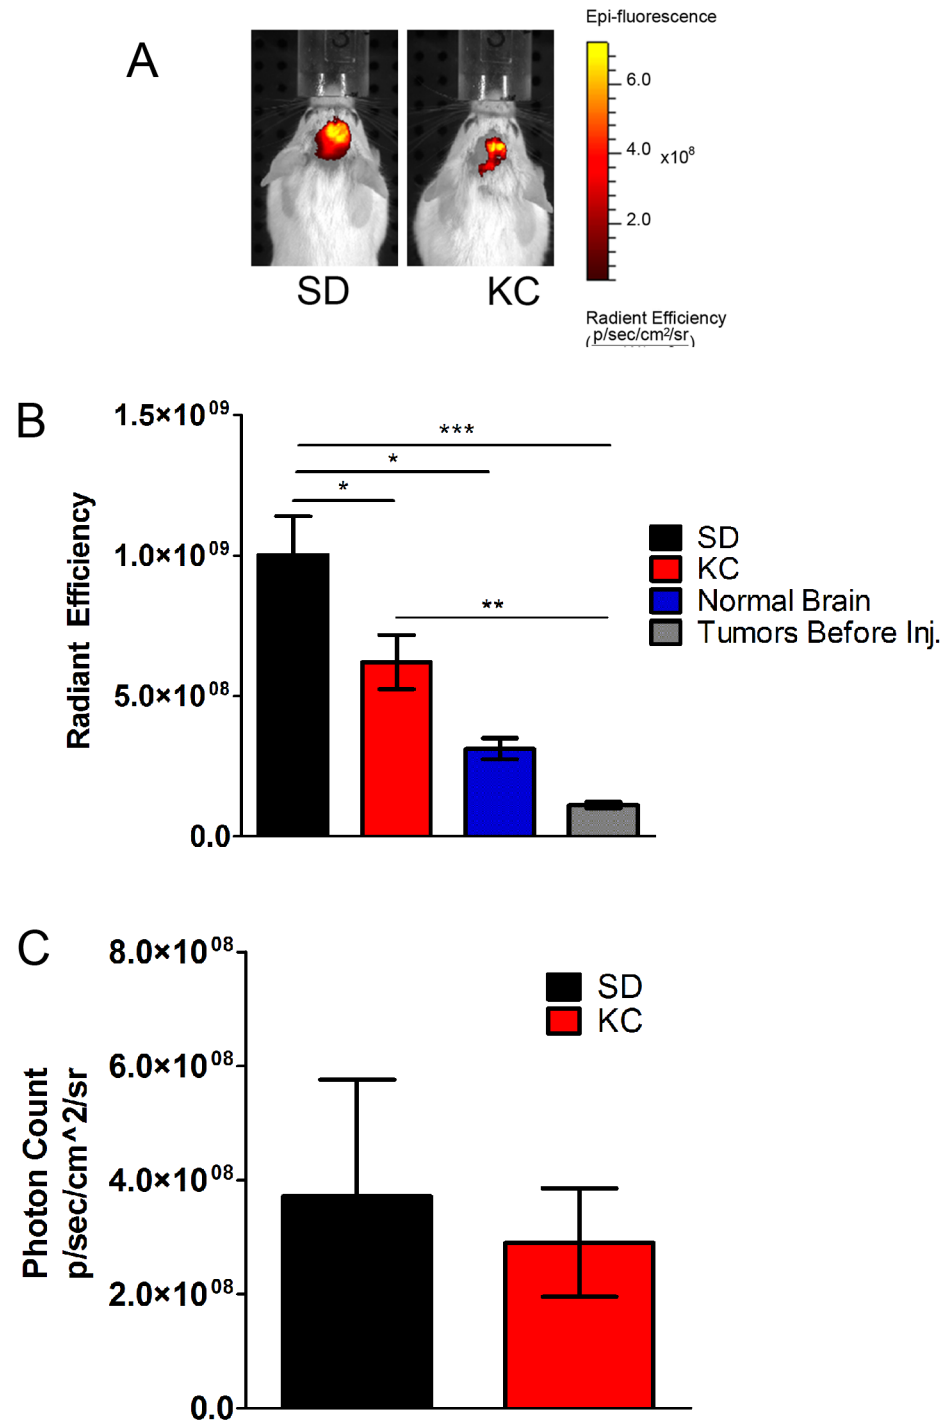 A
Epi-fluorescence
6.0
4.0
x10⁸
2.0
SD
KC
Radient Efficiency
p/sec/cm²/sr
B
1.5×10⁰⁹
1.0×10⁰⁹
5.0×10⁰⁸
0.0
Radiant Efficiency
***
*
*
**
SD
KC
Normal Brain
Tumors Before Inj.
C
8.0×10⁰⁸
6.0×10⁰⁸
4.0×10⁰⁸
2.0×10⁰⁸
0.0
Photon Count
p/sec/cm^2/sr
SD
KC